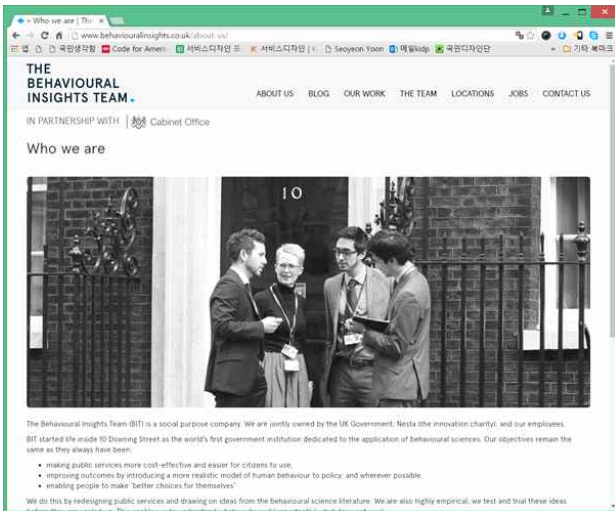 - Who we are | The
www.behaviouralinsights.co.uk/about-us/
앱 국민생각함 Code for Ameri 서비스디자인 서비스디자인 Seyeon Yoon 메일kidp 국민디자인단 기타 북마크
THE
BEHAVIOURAL
INSIGHTS TEAM
ABOUT US BLOG OUR WORK THE TEAM LOCATIONS JOBS CONTACT US
IN PARTNERSHIP WITH Cabinet Office
Who we are
10
The Behavioural Insights Team (BIT) is a social purpose company. We are jointly owned by the UK Government; Nesta (the innovation charity); and our employees.
BIT started life inside 10 Downing Street as the world's first government institution dedicated to the application of behavioural sciences. Our objectives remain the
same as they always have been:
• making public services more cost-effective and easier for citizens to use;
• improving outcomes by introducing a more realistic model of human behaviour to policy; and wherever possible,
• enabling people to make 'better choices for themselves'
We do this by redesigning public services and drawing on ideas from the behavioural science literature. We are also highly empirical, we test and trial these ideas